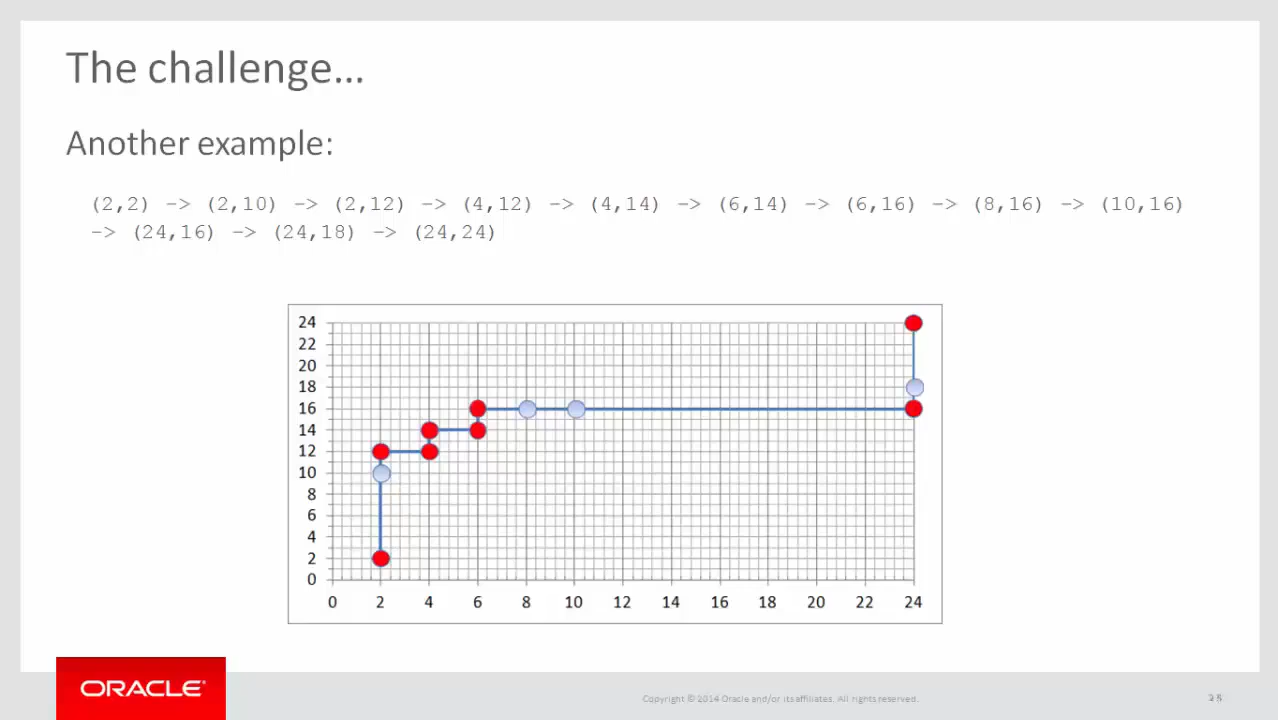 The challenge…
Another example:
(2,2) –> (2,10) –> (2,12) –> (4,12) –> (4,14) –> (6,14) –> (6,16) –> (8,16) –> (10,16)
–> (24,16) –> (24,18) –> (24,24)
24
22
20
18
16
14
12
10
8
6
4
2
0
0 2 4 6 8 10 12 14 16 18 20 22 24
ORACLE®
Copyright © 2014 Oracle and/or its affiliates. All rights reserved.